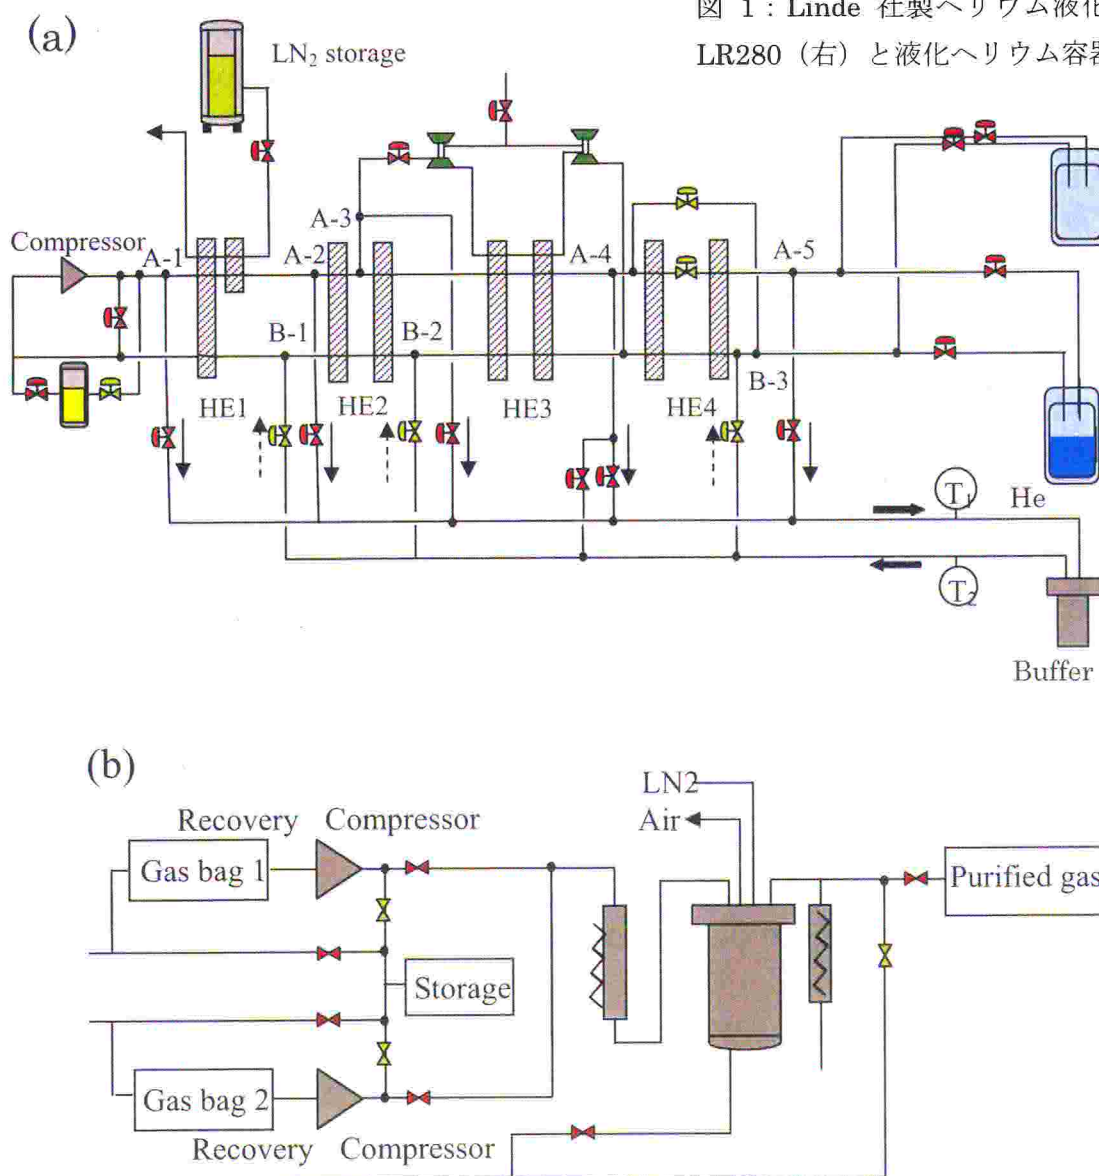 図 1：Linde 社製ヘリウム液化
LR280（右）と液化ヘリウム容器
(a)
LN₂ storage
A-3
Compressor
A-1
A-2
A-4
A-5
B-1
B-2
B-3
HE1
HE2
HE3
HE4
T₁
He
T₂
Buffer
(b)
LN2
Recovery Compressor
Air
Gas bag 1
Purified gas
Storage
Gas bag 2
Recovery Compressor